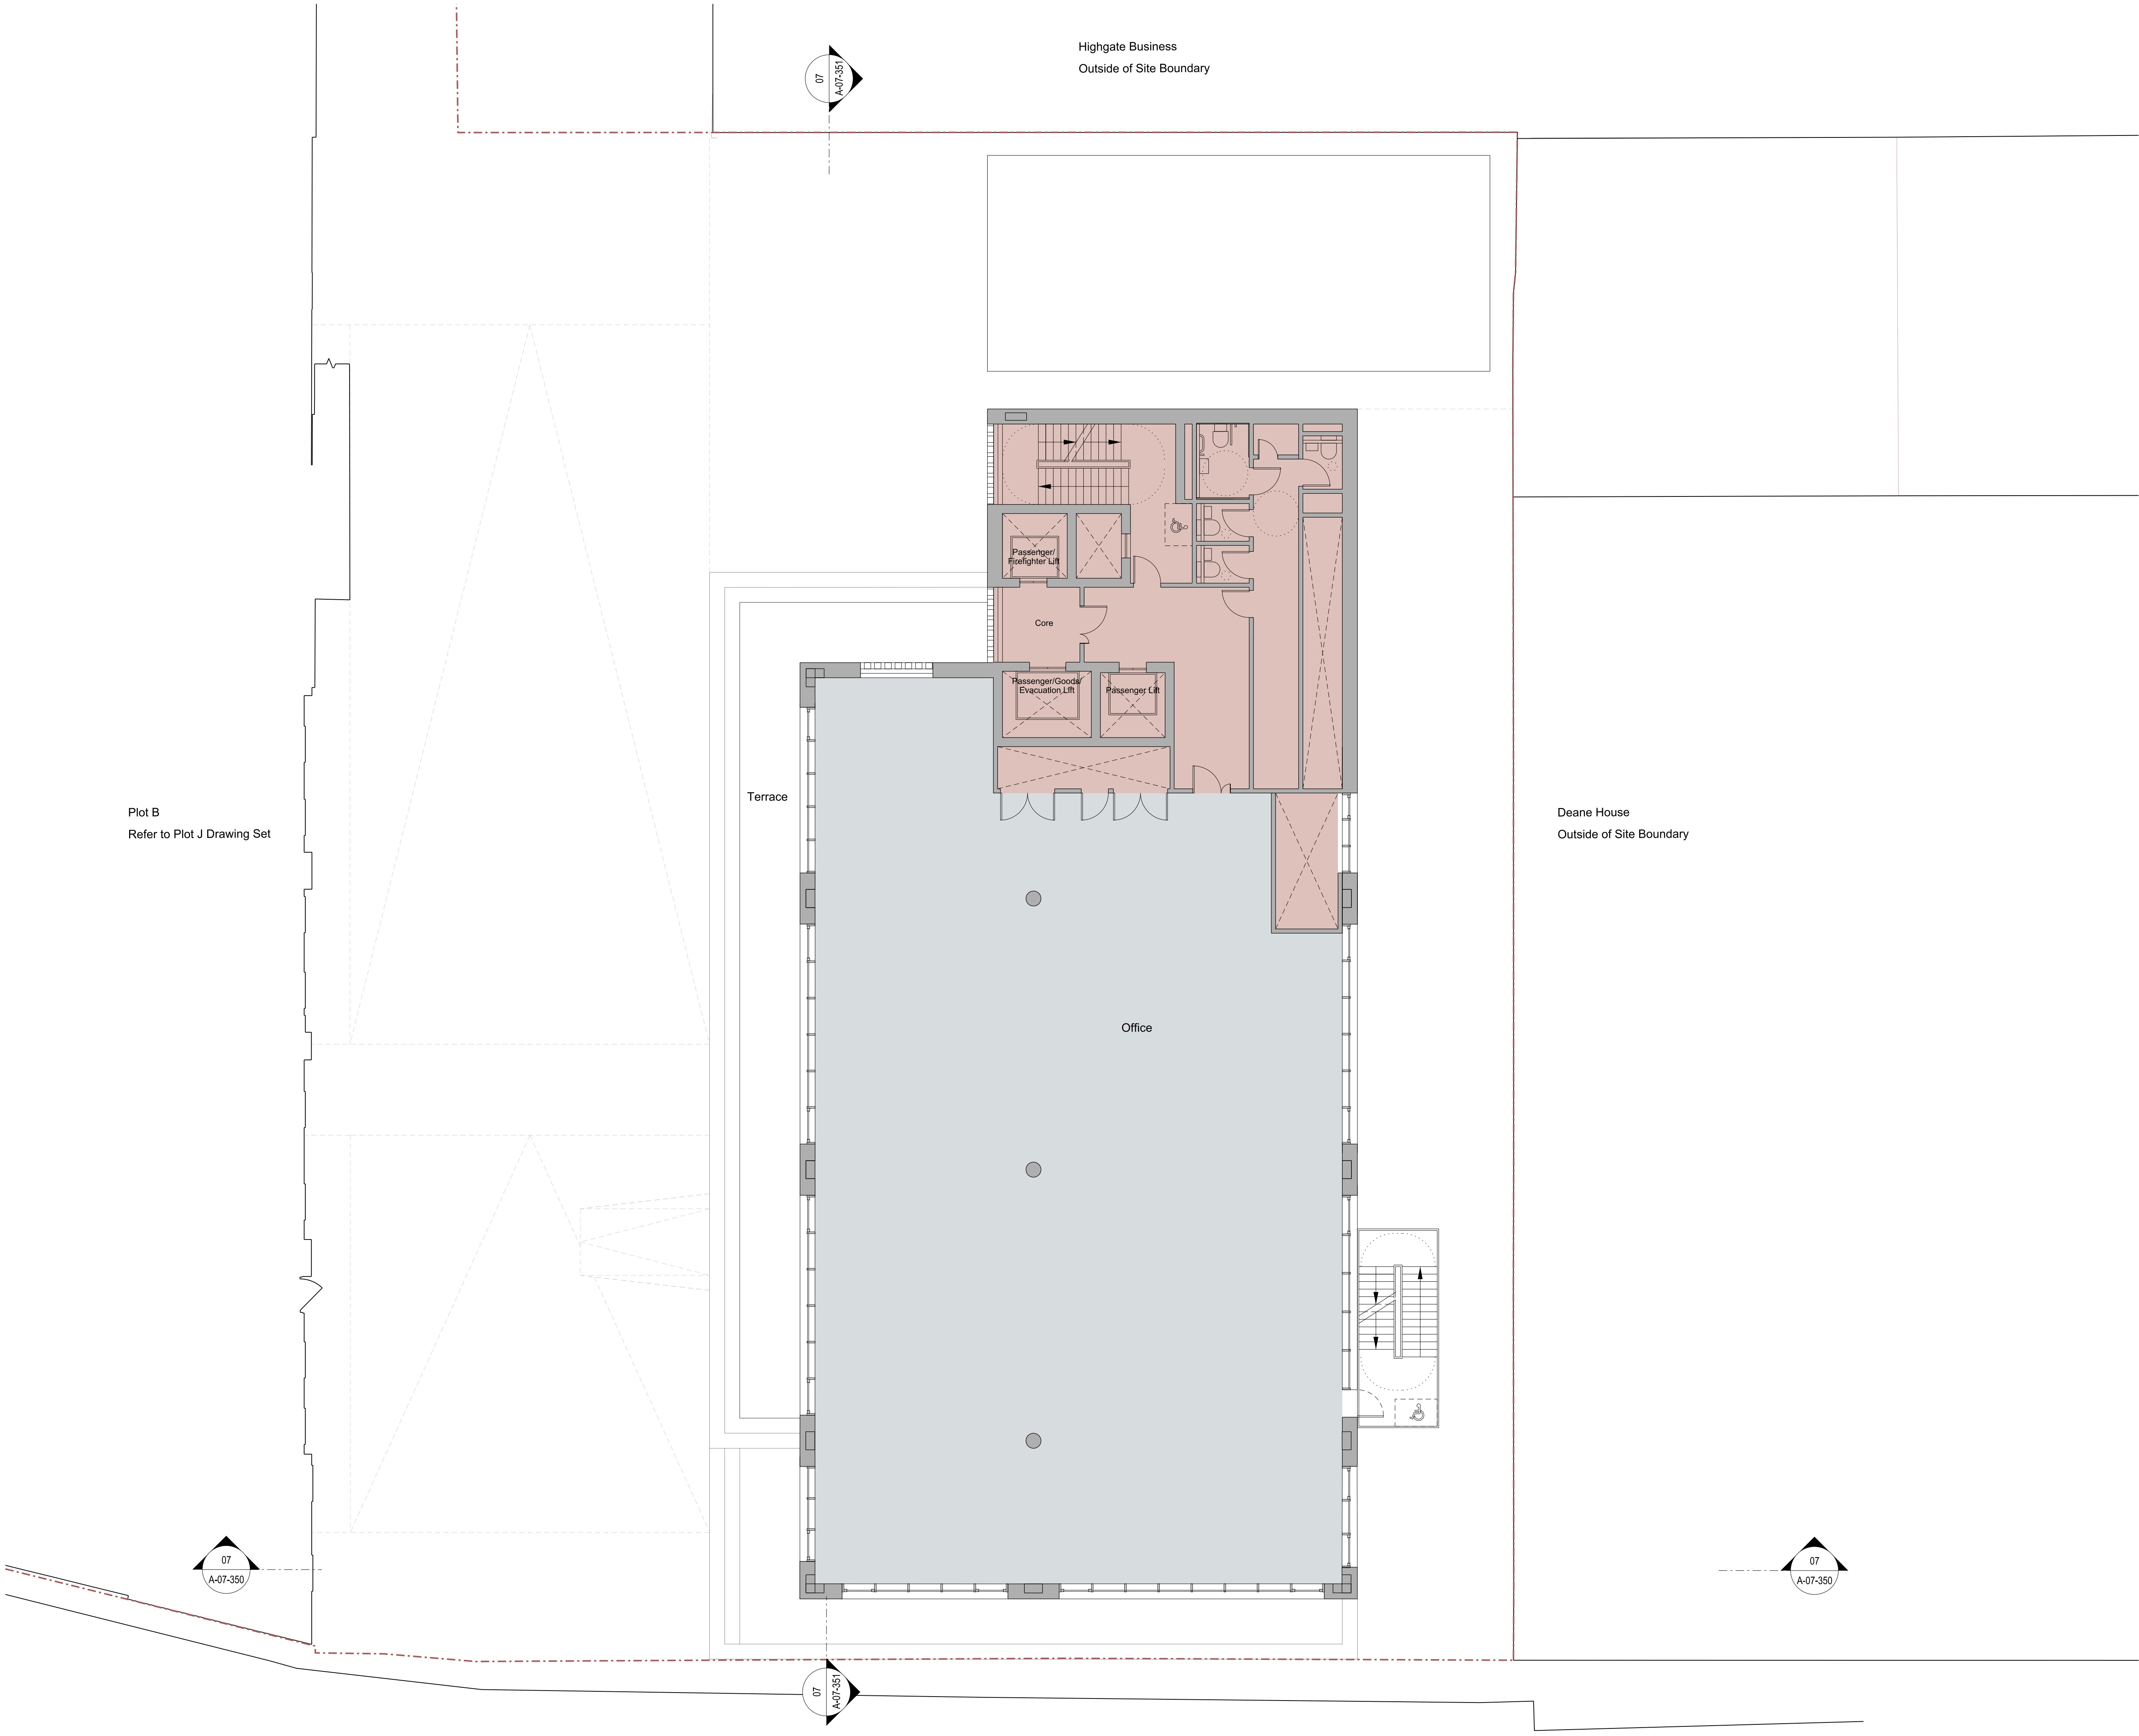 Highgate Business
Outside of Site Boundary
07
A-07-351
Passenger/
Firefighter Lift
Core
Passenger/Goods/
Evacuation Lift
Passenger Lift
Terrace
Plot B
Refer to Plot J Drawing Set
Deane House
Outside of Site Boundary
Office
07
A-07-350
07
A-07-350
07
A-07-351